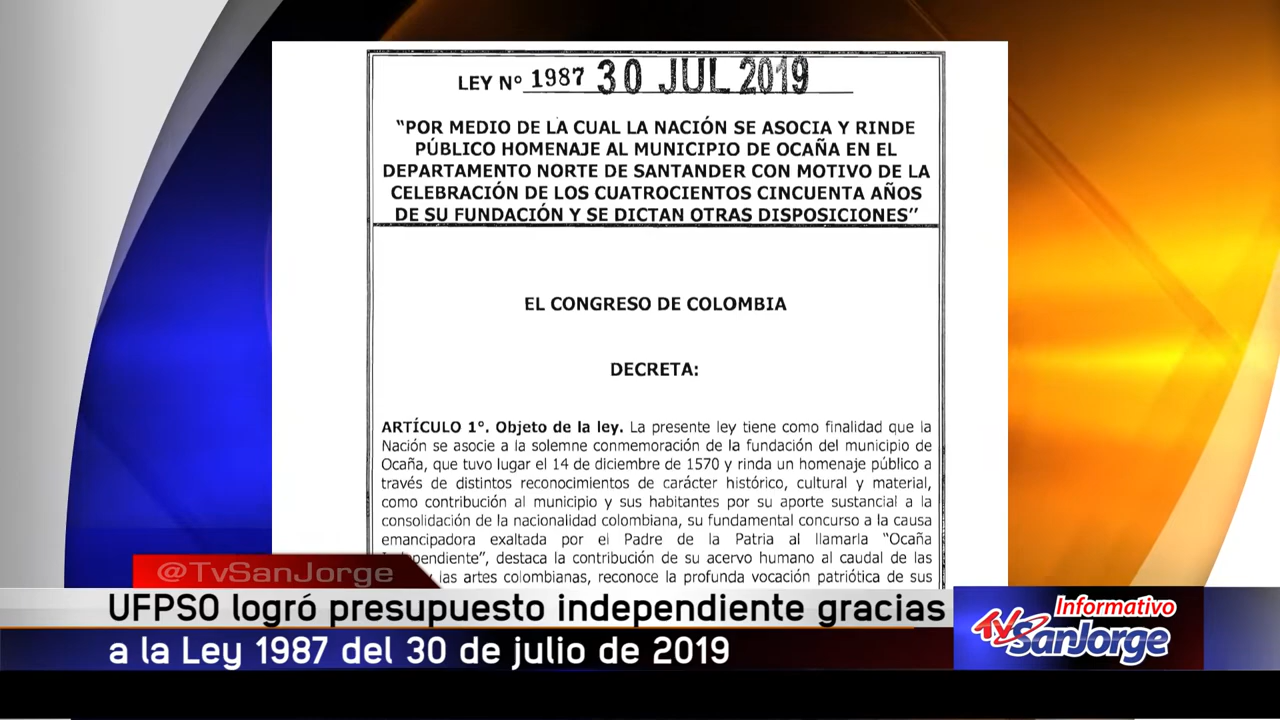 LEY Nº 1987 30 JUL 2019
“POR MEDIO DE LA CUAL LA NACIÓN SE ASOCIA Y RINDE
PÚBLICO HOMENAJE AL MUNICIPIO DE OCAÑA EN EL
DEPARTAMENTO NORTE DE SANTANDER CON MOTIVO DE LA
CELEBRACIÓN DE LOS CUATROCIENTOS CINCUENTA AÑOS
DE SU FUNDACIÓN Y SE DICTAN OTRAS DISPOSICIONES”
EL CONGRESO DE COLOMBIA
DECRETA:
ARTÍCULO 1°. Objeto de la ley. La presente ley tiene como finalidad que la
Nación se asocie a la solemne conmemoración de la fundación del municipio de
Ocaña, que tuvo lugar el 14 de diciembre de 1570 y rinda un homenaje público a
través de distintos reconocimientos de carácter histórico, cultural y material,
como contribución al municipio y sus habitantes por su aporte sustancial a la
consolidación de la nacionalidad colombiana, su fundamental concurso a la causa
emancipadora exaltada por el Padre de la Patria al llamarla “Ocaña
Independiente”, destaca la contribución de su acervo humano al caudal de las
y las artes colombianas, reconoce la profunda vocación patriótica de sus
@TvSanJorge
UFPSO logró presupuesto independiente gracias
a la Ley 1987 del 30 de julio de 2019
Informativo
TV SanJorge